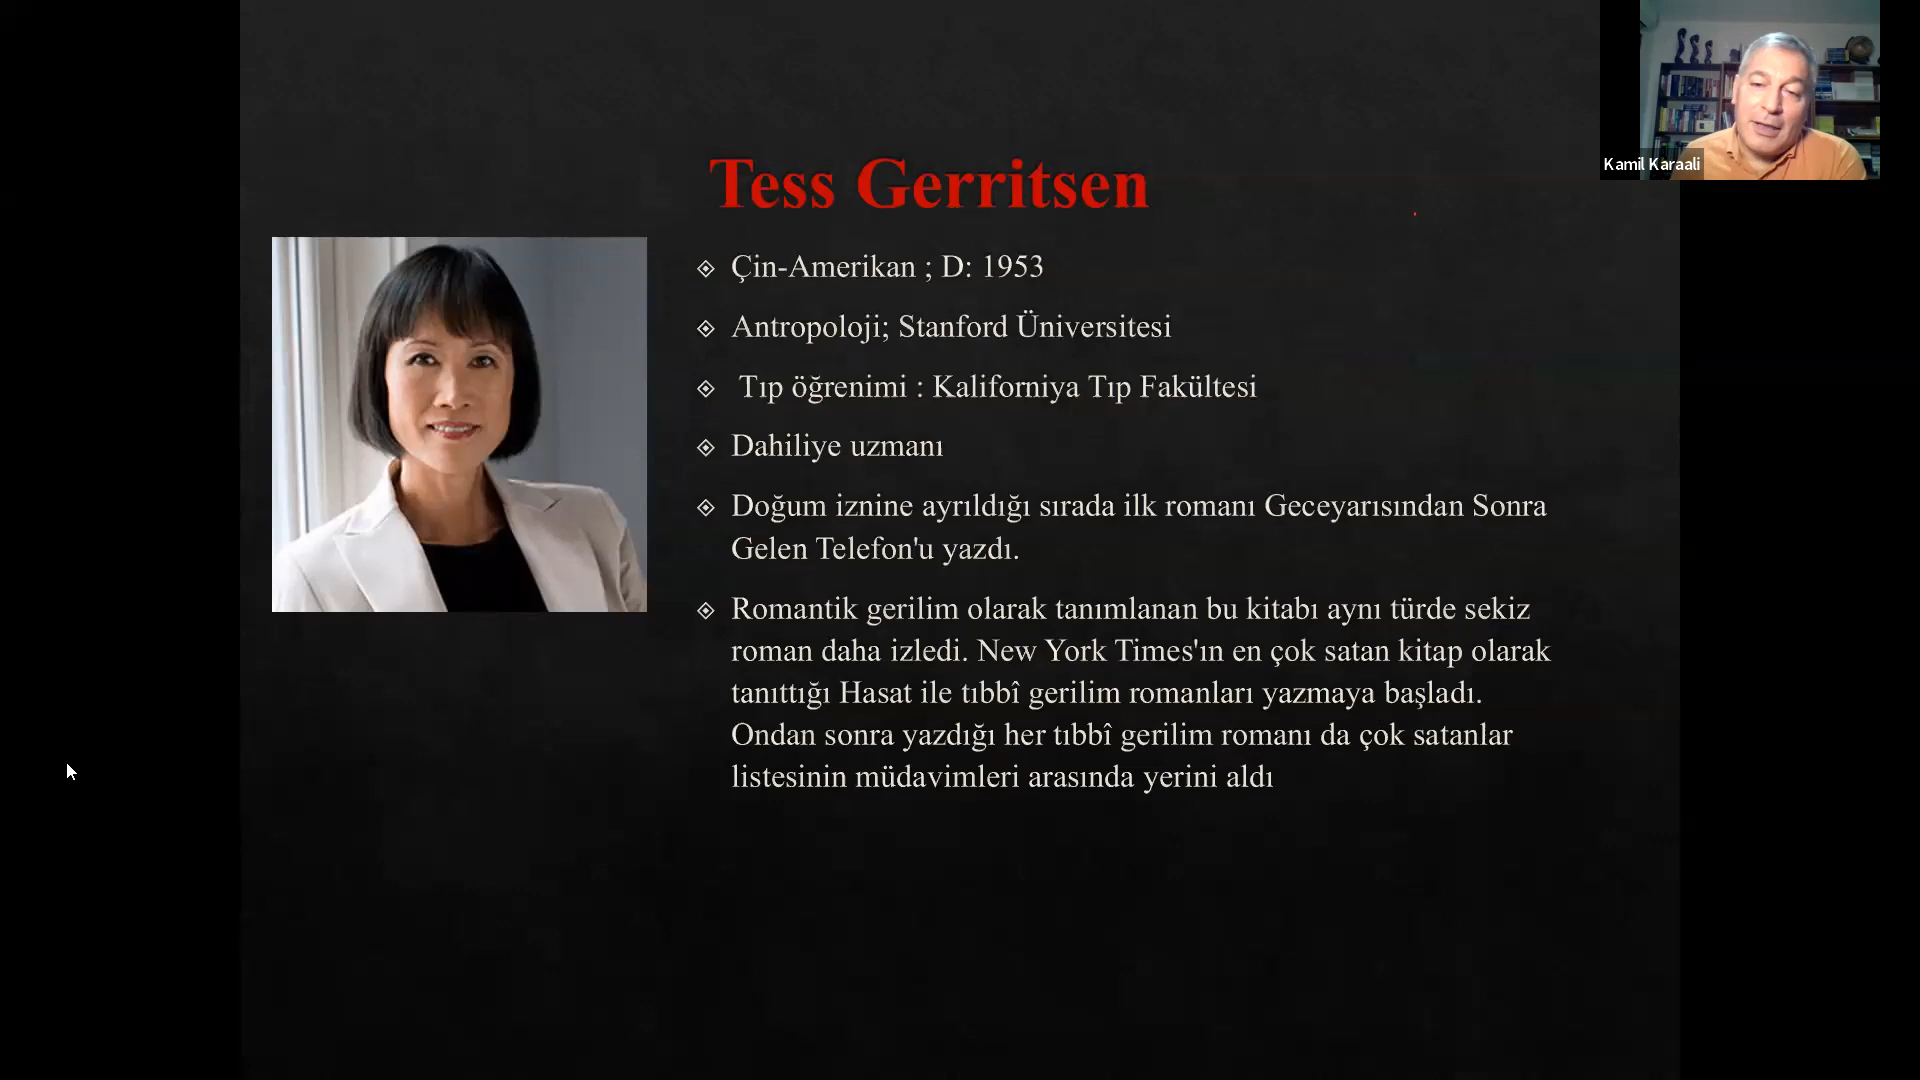 Tess Gerritsen
Çin-Amerikan ; D: 1953
Antropoloji; Stanford Üniversitesi
Tıp öğrenimi : Kaliforniya Tıp Fakültesi
Dahiliye uzmanı
Doğum iznine ayrıldığı sırada ilk romanı Geceyarısından Sonra
Gelen Telefon'u yazdı.
Romantik gerilim olarak tanımlanan bu kitabı aynı türde sekiz
roman daha izledi. New York Times'ın en çok satan kitap olarak
tanıttığı Hasat ile tıbbî gerilim romanları yazmaya başladı.
Ondan sonra yazdığı her tıbbî gerilim romanı da çok satanlar
listesinin müdavimleri arasında yerini aldı
Kamil Karaali